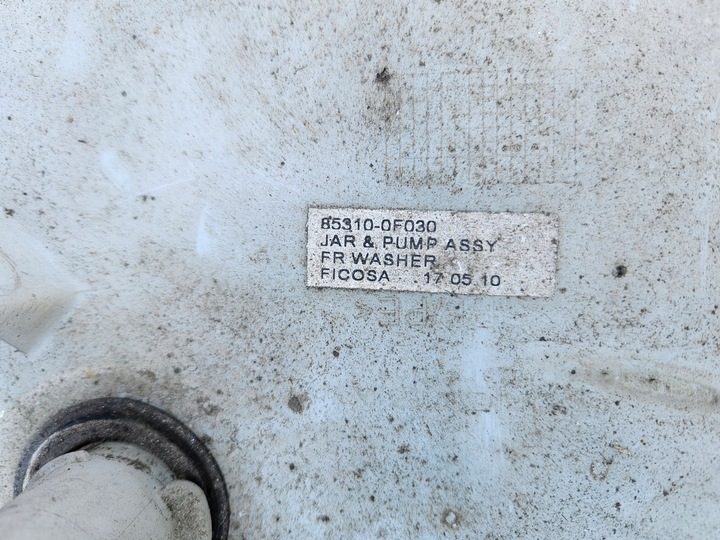 85310-0F030
JAR & PUMP ASSY
FR WASHER
FICOSA 17 05 10